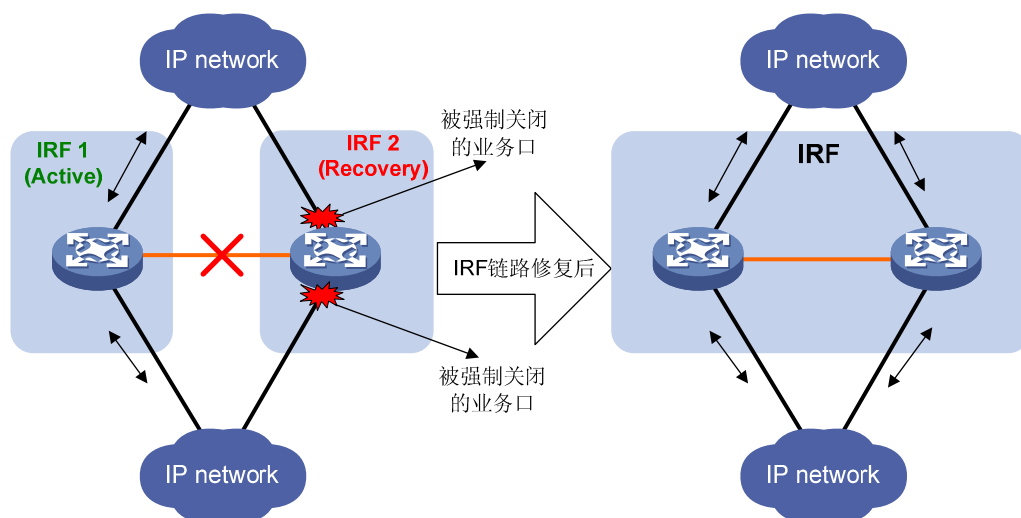 IP network
被强制关闭
的业务口
IRF 1
(Active)
IRF 2
(Recovery)
IRF链路修复后
被强制关闭
的业务口
IP network
IP network
IRF
IP network